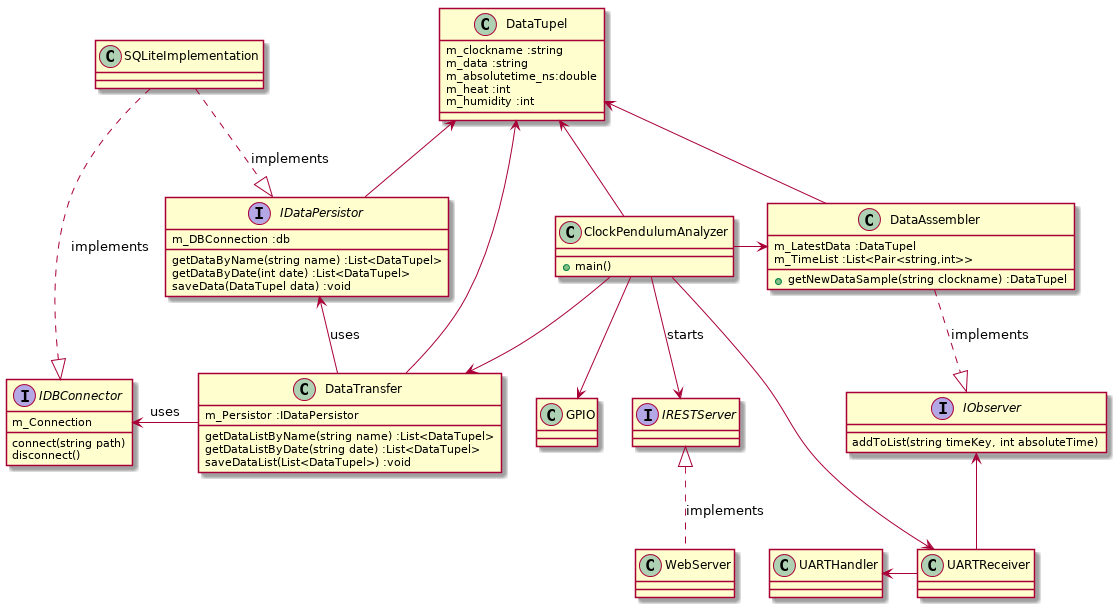 C DataTupel
m_clockname :string
m_data :string
m_absolutetime_ns:double
m_heat :int
m_humidity :int
C SQLiteImplementation
implements
implements
I IDataPersistor
m_DBConnection :db
getDataByName(string name) :List<DataTupel>
getDataByDate(int date) :List<DataTupel>
saveData(DataTupel data) :void
C ClockPendulumAnalyzer
main()
C DataAssembler
m_LatestData :DataTupel
m_TimeList :List<Pair<string,int>>
getNewDataSample(string clockname) :DataTupel
uses
starts
implements
I IDBConnector
m_Connection
connect(string path)
disconnect()
uses
C DataTransfer
m_Persistor :IDataPersistor
getDataListByName(string name) :List<DataTupel>
getDataListByDate(string date) :List<DataTupel>
saveDataList(List<DataTupel>) :void
C GPIO
I IRESTServer
I IObserver
addToList(string timeKey, int absoluteTime)
implements
C WebServer
C UARTHandler
C UARTReceiver